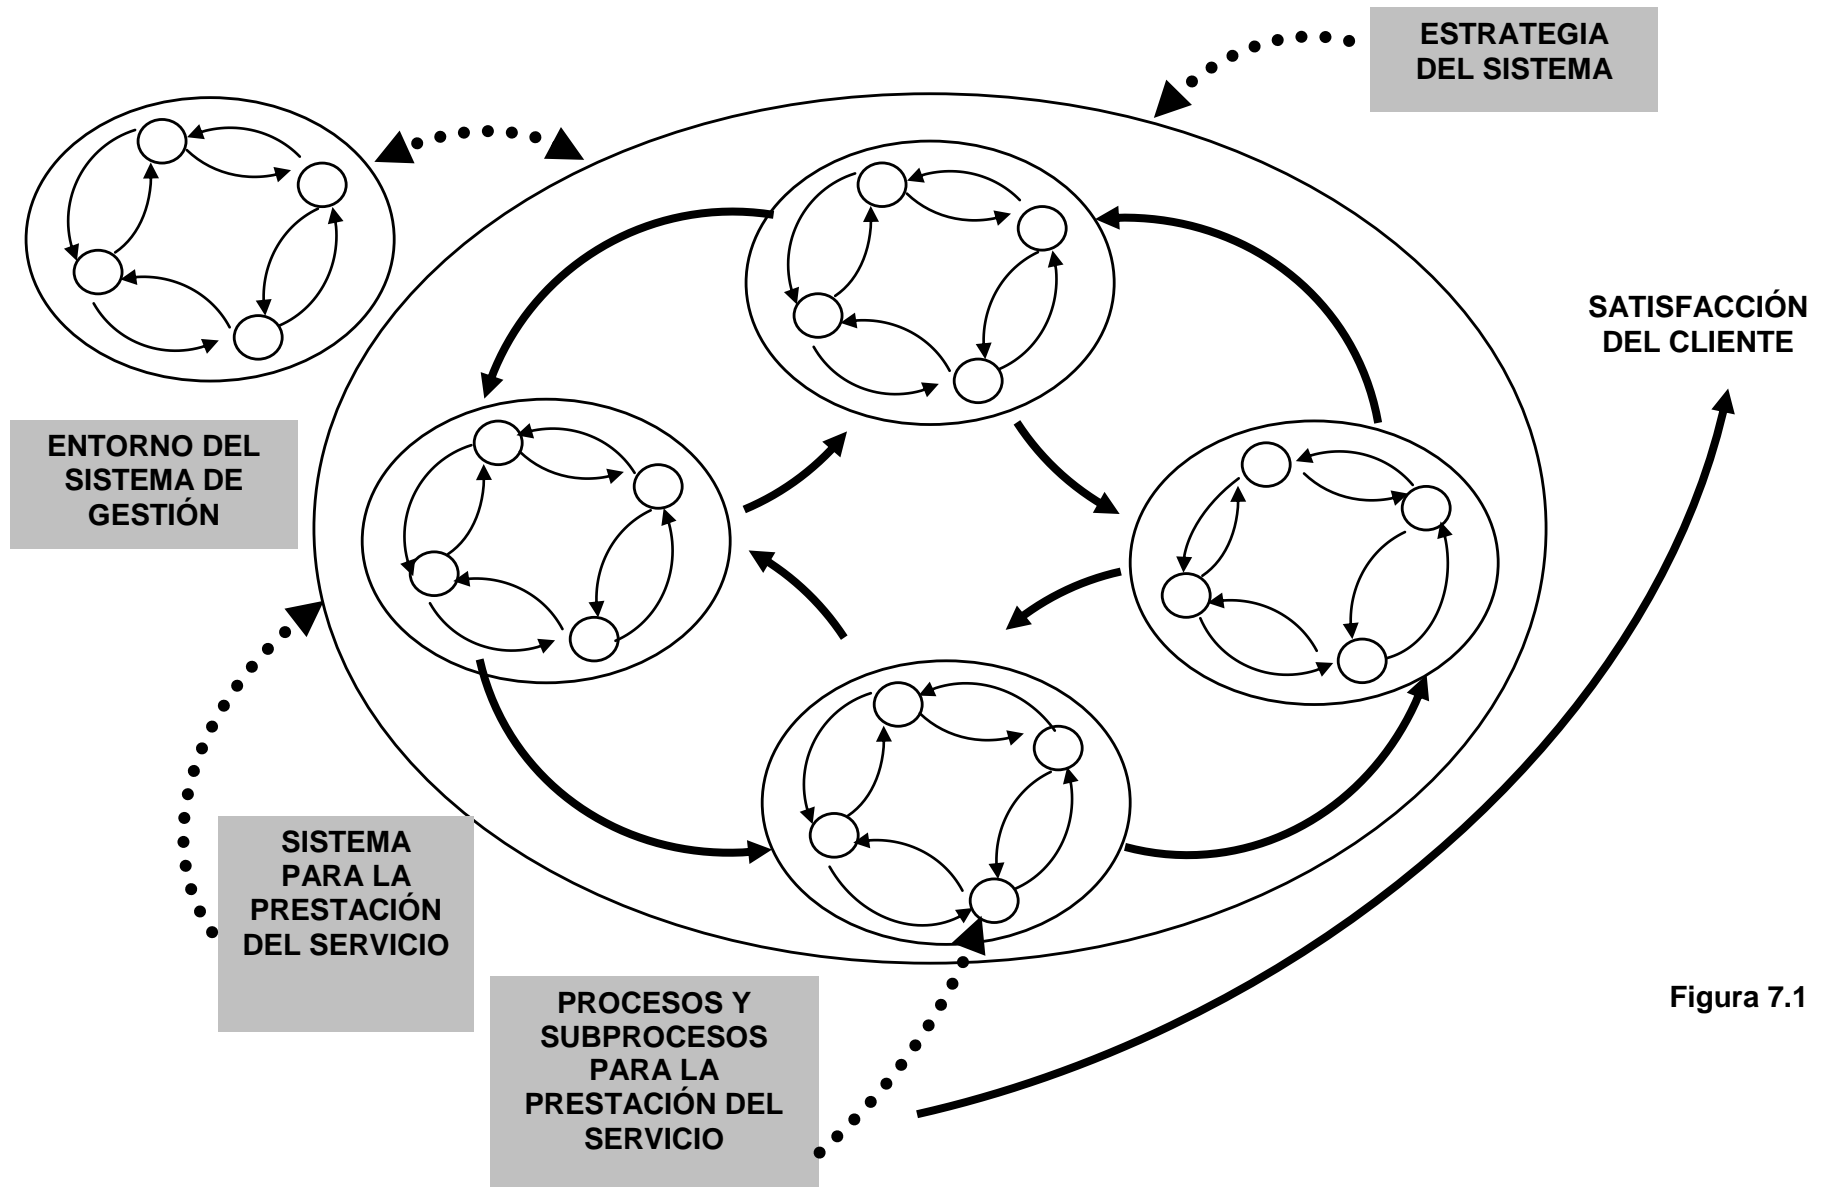 ESTRATEGIA
DEL SISTEMA
SATISFACCIÓN
DEL CLIENTE
ENTORNO DEL
SISTEMA DE
GESTIÓN
SISTEMA
PARA LA
PRESTACIÓN
DEL SERVICIO
PROCESOS Y
SUBPROCESOS
PARA LA
PRESTACIÓN DEL
SERVICIO
Figura 7.1